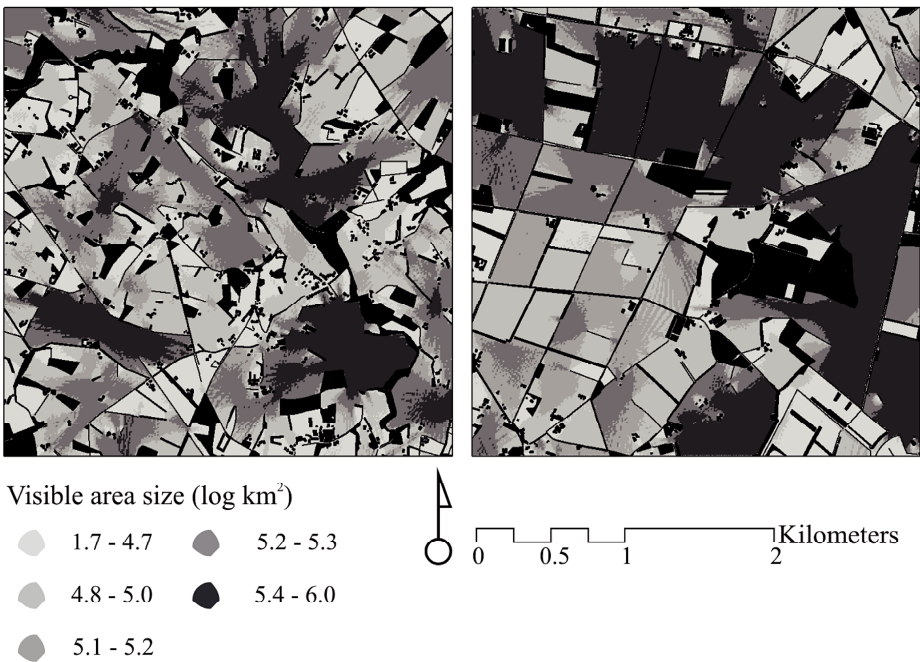 Visible area size (log km²)
1.7 - 4.7
4.8 - 5.0
5.1 - 5.2
5.2 - 5.3
5.4 - 6.0
0 0.5 1 2 Kilometers